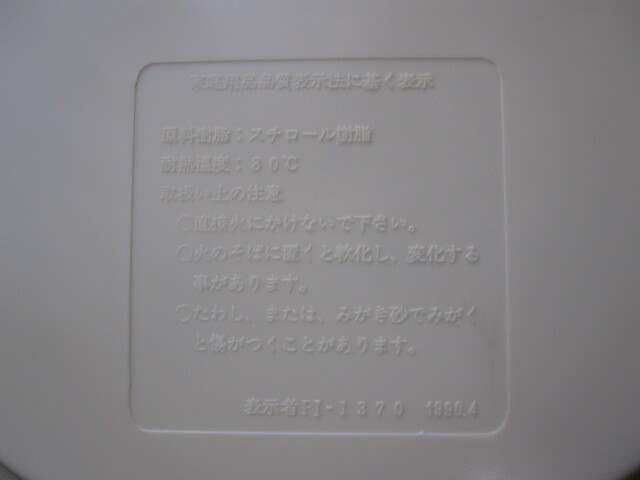 家庭用品品質表示法に基く表示
原料樹脂：スチロール樹脂
耐熱温度：８０℃
取扱い上の注意
○直接火にかけないで下さい。
○火のそばに置くと軟化し、変化する
事があります。
○たわし、または、みがき砂でみがく
と傷がつくことがあります。
表示者PI-１３７０ 1990.4